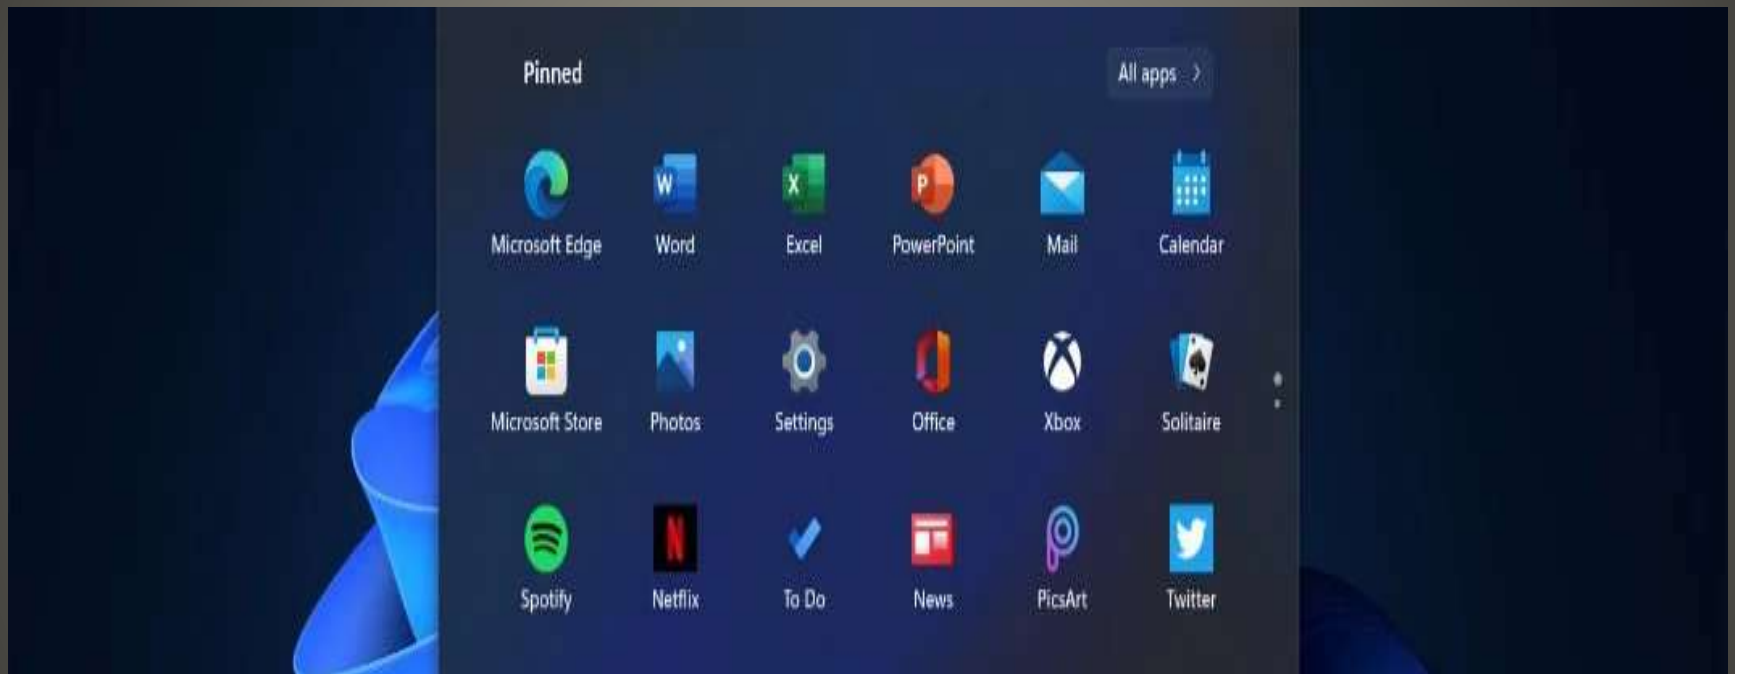 Pinned
All apps
Microsoft Edge
Word
Excel
PowerPoint
Mail
Calendar
Microsoft Store
Photos
Settings
Office
Xbox
Solitaire
Spotify
Netflix
To Do
News
PicsArt
Twitter